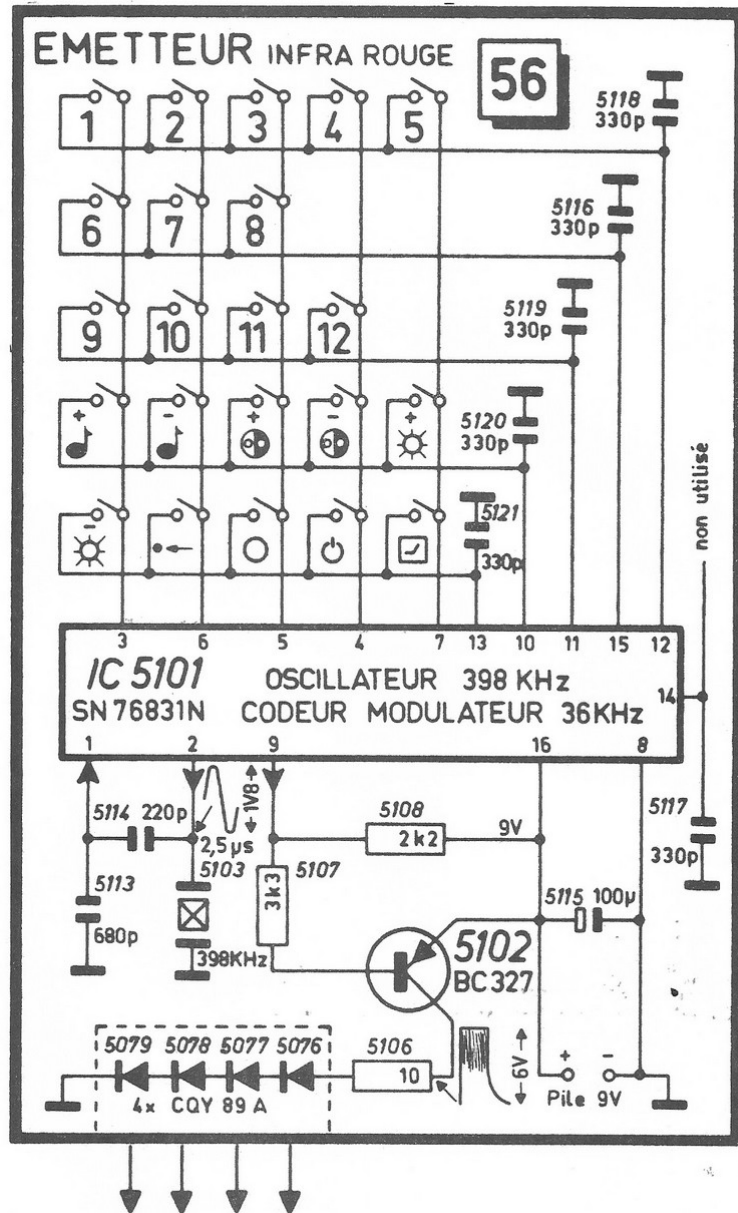 EMETTEUR INFRA ROUGE
56
5118
330p
1 2 3 4 5
5116
330p
6 7 8
5119
330p
9 10 11 12
+ - + - +
5120
330p
-
5121
330p
non utilisé
3 6 5 4 7 13 10 11 15 12
IC 5101 OSCILLATEUR 398 KHz
SN 76831N CODEUR MODULATEUR 36KHz
14
1 2 9 16 8
5114 220p
1V8
2,5 µs
5108
2k2
9V
5117
330p
5103
5107
3k3
5113
680p
398KHz
5102
BC327
5115 100µ
5079 5078 5077 5076
5106
10
6V
+ -
Pile 9V
4x CQY 89 A